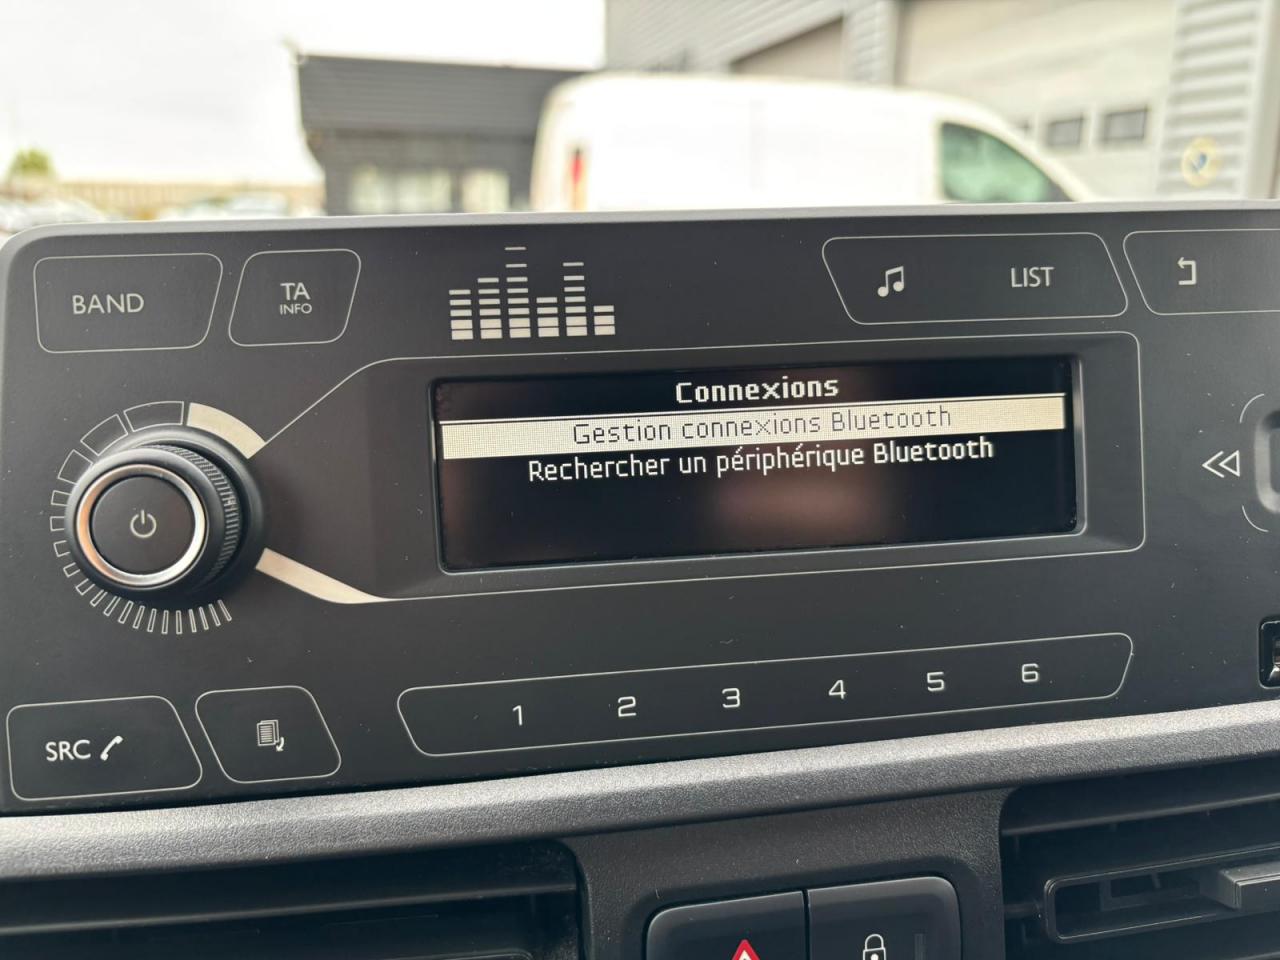 BAND
TA
INFO
LIST
Connexions
Gestion connexions Bluetooth
Rechercher un périphérique Bluetooth
SRC
1 2 3 4 5 6